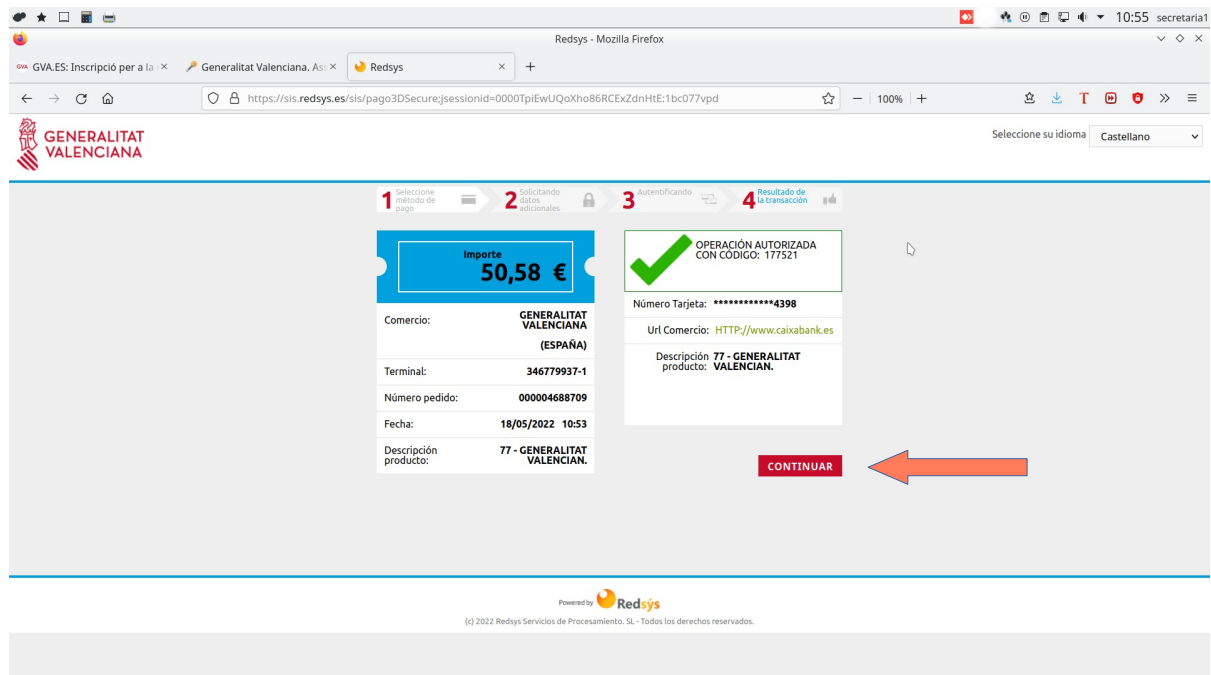 10:55 secretaria1
Redsys - Mozilla Firefox
GVA GVA.ES: Inscripció per a la
Generalitat Valenciana. Ass
Redsys
https://sis.redsys.es/sis/pago3DSecure;jsessionid=0000TpiEwUQoXho86RCExZdnHtE:1bc077vpd
100%
GENERALITAT
VALENCIANA
Seleccione su idioma Castellano
1 Seleccione
método de
pago
2 Solicitando
datos
adicionales
3 Autentificando
4 Resultado de
la transacción
Importe
50,58 €
Comercio: GENERALITAT
VALENCIANA
(ESPAÑA)
Terminal: 346779937-1
Número pedido: 000004688709
Fecha: 18/05/2022 10:53
Descripción 77 - GENERALITAT
producto: VALENCIAN.
OPERACIÓN AUTORIZADA
CON CÓDIGO: 177521
Número Tarjeta: ************4398
Url Comercio: HTTP://www.caixabank.es
Descripción 77 - GENERALITAT
producto: VALENCIAN.
CONTINUAR
Powered by Redsýs
(c) 2022 Redsys Servicios de Procesamiento. SL - Todos los derechos reservados.